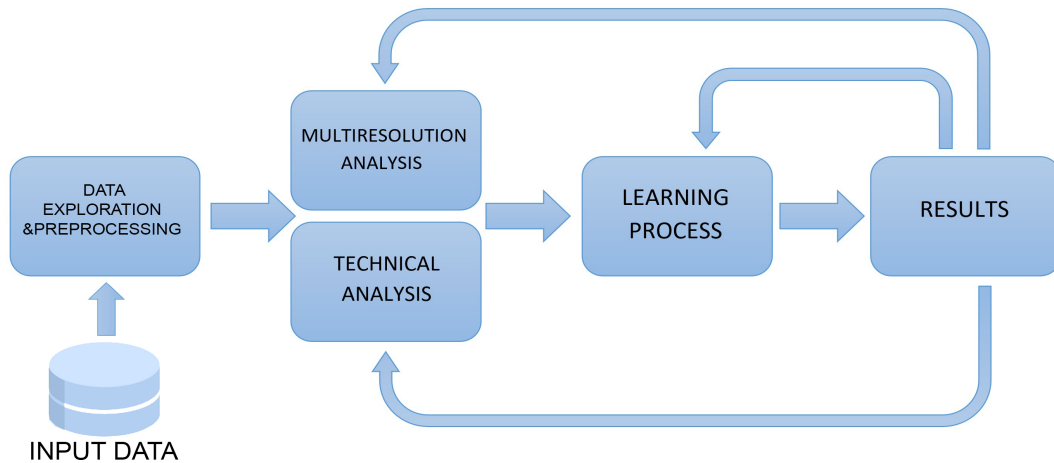 DATA
EXPLORATION
&PREPROCESSING
INPUT DATA
MULTIRESOLUTION
ANALYSIS
TECHNICAL
ANALYSIS
LEARNING
PROCESS
RESULTS